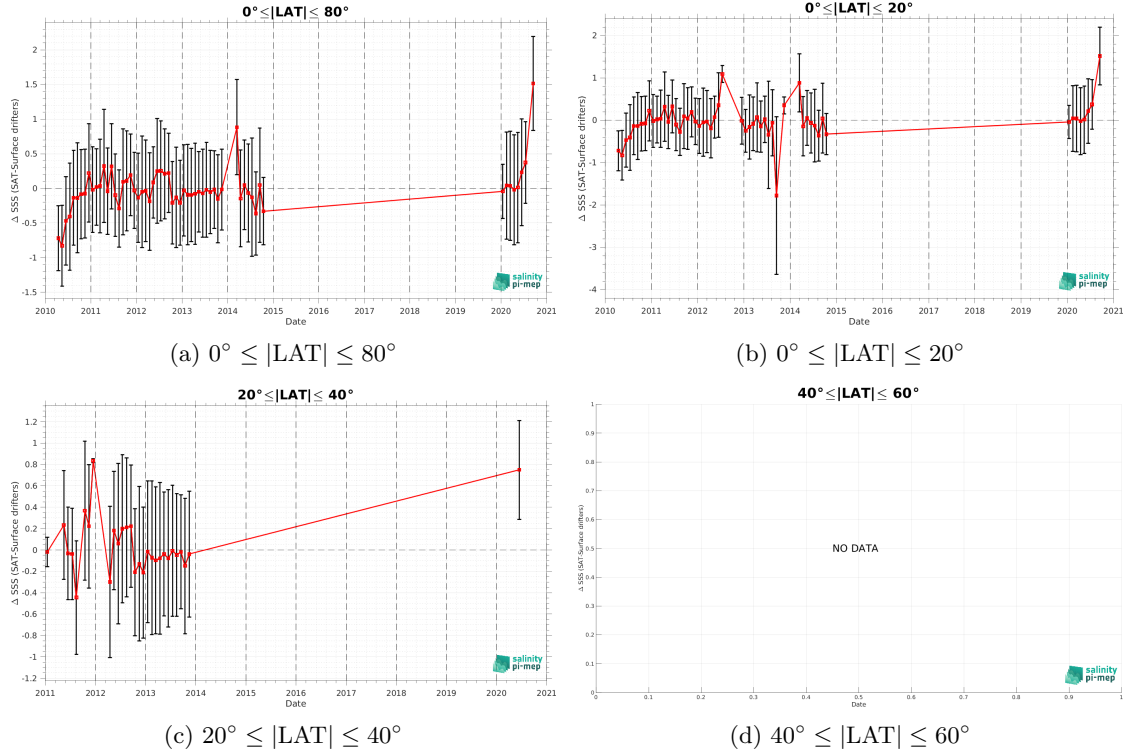 0°≤|LAT|≤ 80°
2
1.5
1
0.5
0
-0.5
-1
-1.5
Δ SSS (SAT-Surface drifters)
2010 2011 2012 2013 2014 2015 2016 2017 2018 2019 2020 2021
Date
salinity
pi-mep
(a) 0° ≤ |LAT| ≤ 80°
0°≤|LAT|≤ 20°
2
1
0
-1
-2
-3
-4
Δ SSS (SAT-Surface drifters)
2010 2011 2012 2013 2014 2015 2016 2017 2018 2019 2020 2021
Date
salinity
pi-mep
(b) 0° ≤ |LAT| ≤ 20°
20°≤|LAT|≤ 40°
1.2
1
0.8
0.6
0.4
0.2
0
-0.2
-0.4
-0.6
-0.8
-1
-1.2
Δ SSS (SAT-Surface drifters)
2011 2012 2013 2014 2015 2016 2017 2018 2019 2020 2021
Date
salinity
pi-mep
(c) 20° ≤ |LAT| ≤ 40°
40°≤|LAT|≤ 60°
1
0.9
0.8
0.7
0.6
0.5
0.4
0.3
0.2
0.1
0
Δ SSS (SAT-Surface drifters)
NO DATA
0 0.1 0.2 0.3 0.4 0.5 0.6 0.7 0.8 0.9 1
Date
salinity
pi-mep
(d) 40° ≤ |LAT| ≤ 60°